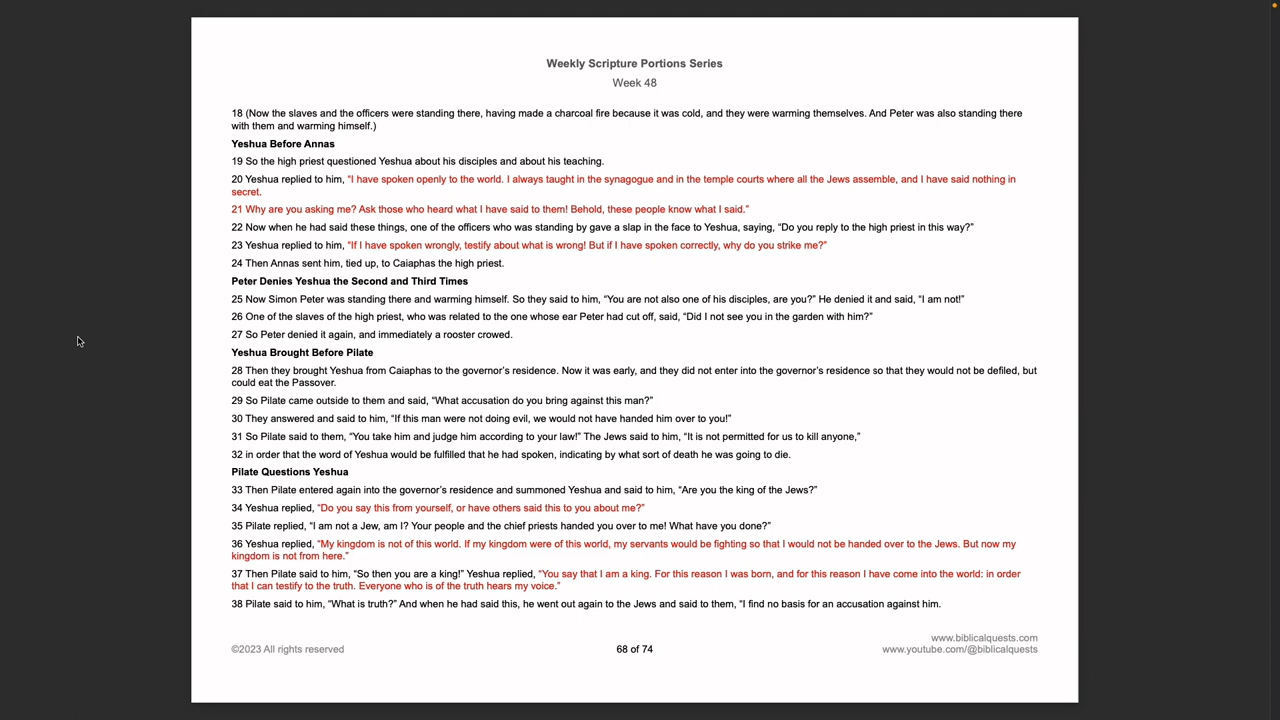 Weekly Scripture Portions Series
Week 48
18 (Now the slaves and the officers were standing there, having made a charcoal fire because it was cold, and they were warming themselves. And Peter was also standing there
with them and warming himself.)
Yeshua Before Annas
19 So the high priest questioned Yeshua about his disciples and about his teaching.
20 Yeshua replied to him, “I have spoken openly to the world. I always taught in the synagogue and in the temple courts where all the Jews assemble, and I have said nothing in
secret.
21 Why are you asking me? Ask those who heard what I have said to them! Behold, these people know what I said.”
22 Now when he had said these things, one of the officers who was standing by gave a slap in the face to Yeshua, saying, “Do you reply to the high priest in this way?”
23 Yeshua replied to him, “If I have spoken wrongly, testify about what is wrong! But if I have spoken correctly, why do you strike me?”
24 Then Annas sent him, tied up, to Caiaphas the high priest.
Peter Denies Yeshua the Second and Third Times
25 Now Simon Peter was standing there and warming himself. So they said to him, “You are not also one of his disciples, are you?” He denied it and said, “I am not!”
26 One of the slaves of the high priest, who was related to the one whose ear Peter had cut off, said, “Did I not see you in the garden with him?”
27 So Peter denied it again, and immediately a rooster crowed.
Yeshua Brought Before Pilate
28 Then they brought Yeshua from Caiaphas to the governor’s residence. Now it was early, and they did not enter into the governor’s residence so that they would not be defiled, but
could eat the Passover.
29 So Pilate came outside to them and said, “What accusation do you bring against this man?”
30 They answered and said to him, “If this man were not doing evil, we would not have handed him over to you!”
31 So Pilate said to them, “You take him and judge him according to your law!” The Jews said to him, “It is not permitted for us to kill anyone,”
32 in order that the word of Yeshua would be fulfilled that he had spoken, indicating by what sort of death he was going to die.
Pilate Questions Yeshua
33 Then Pilate entered again into the governor’s residence and summoned Yeshua and said to him, “Are you the king of the Jews?”
34 Yeshua replied, “Do you say this from yourself, or have others said this to you about me?”
35 Pilate replied, “I am not a Jew, am I? Your people and the chief priests handed you over to me! What have you done?”
36 Yeshua replied, “My kingdom is not of this world. If my kingdom were of this world, my servants would be fighting so that I would not be handed over to the Jews. But now my
kingdom is not from here.”
37 Then Pilate said to him, “So then you are a king!” Yeshua replied, “You say that I am a king. For this reason I was born, and for this reason I have come into the world: in order
that I can testify to the truth. Everyone who is of the truth hears my voice.”
38 Pilate said to him, “What is truth?” And when he had said this, he went out again to the Jews and said to them, “I find no basis for an accusation against him.
www.biblicalquests.com
©2023 All rights reserved 68 of 74 www.youtube.com/@biblicalquests